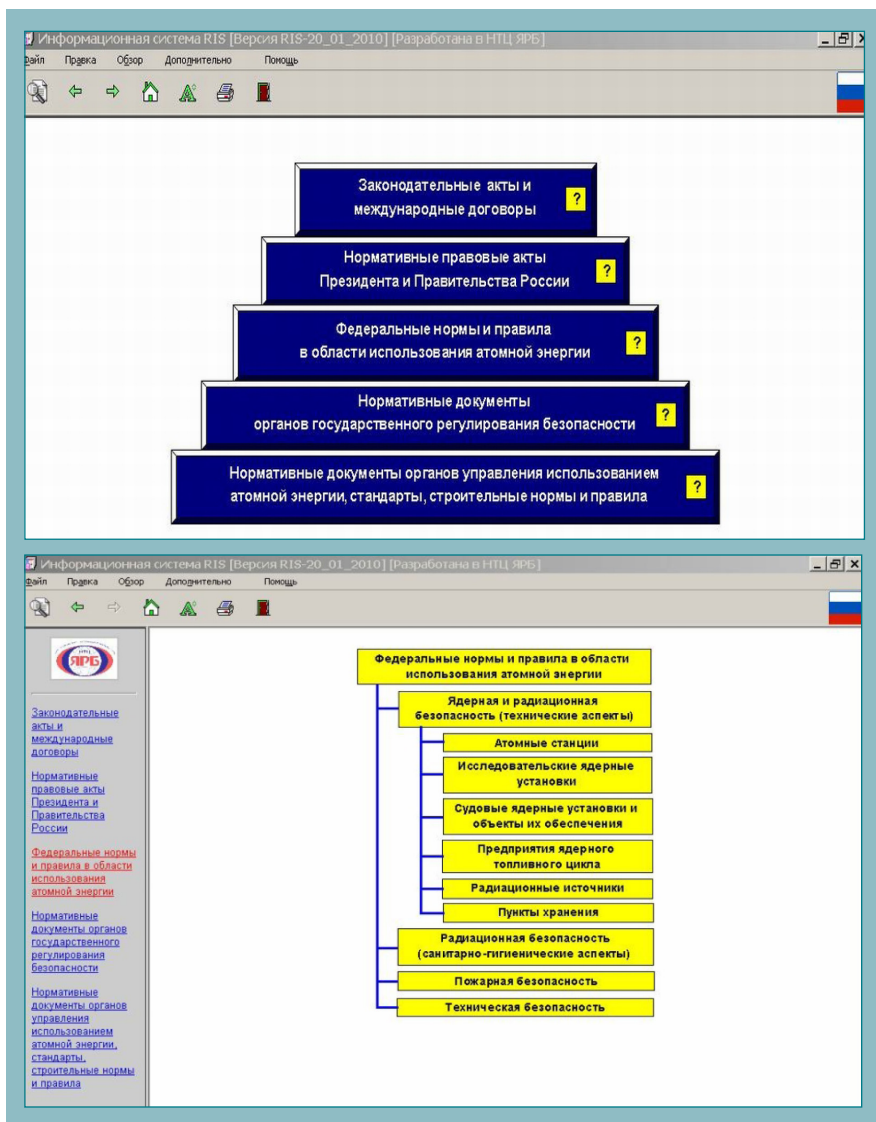 Информационная система RIS [Версия RIS-20_01_2010] [Разработана в НТЦ ЯРБ]
Файл Правка Обзор Дополнительно Помощь
Законодательные акты и
международные договоры
?
Нормативные правовые акты
Президента и Правительства России
?
Федеральные нормы и правила
в области использования атомной энергии
?
Нормативные документы
органов государственного регулирования безопасности
?
Нормативные документы органов управления использованием
атомной энергии, стандарты, строительные нормы и правила
?
Информационная система RIS [Версия RIS-20_01_2010] [Разработана в НТЦ ЯРБ]
Файл Правка Обзор Дополнительно Помощь
НТЦ
ЯРБ
Законодательные
акты и
международные
договоры
Нормативные
правовые акты
Президента и
Правительства
России
Федеральные нормы
и правила в области
использования
атомной энергии
Нормативные
документы органов
государственного
регулирования
безопасности
Нормативные
документы органов
управления
использованием
атомной энергии,
стандарты,
строительные нормы
и правила
Федеральные нормы и правила в области
использования атомной энергии
Ядерная и радиационная
безопасность (технические аспекты)
Атомные станции
Исследовательские ядерные
установки
Судовые ядерные установки и
объекты их обеспечения
Предприятия ядерного
топливного цикла
Радиационные источники
Пункты хранения
Радиационная безопасность
(санитарно-гигиенические аспекты)
Пожарная безопасность
Техническая безопасность